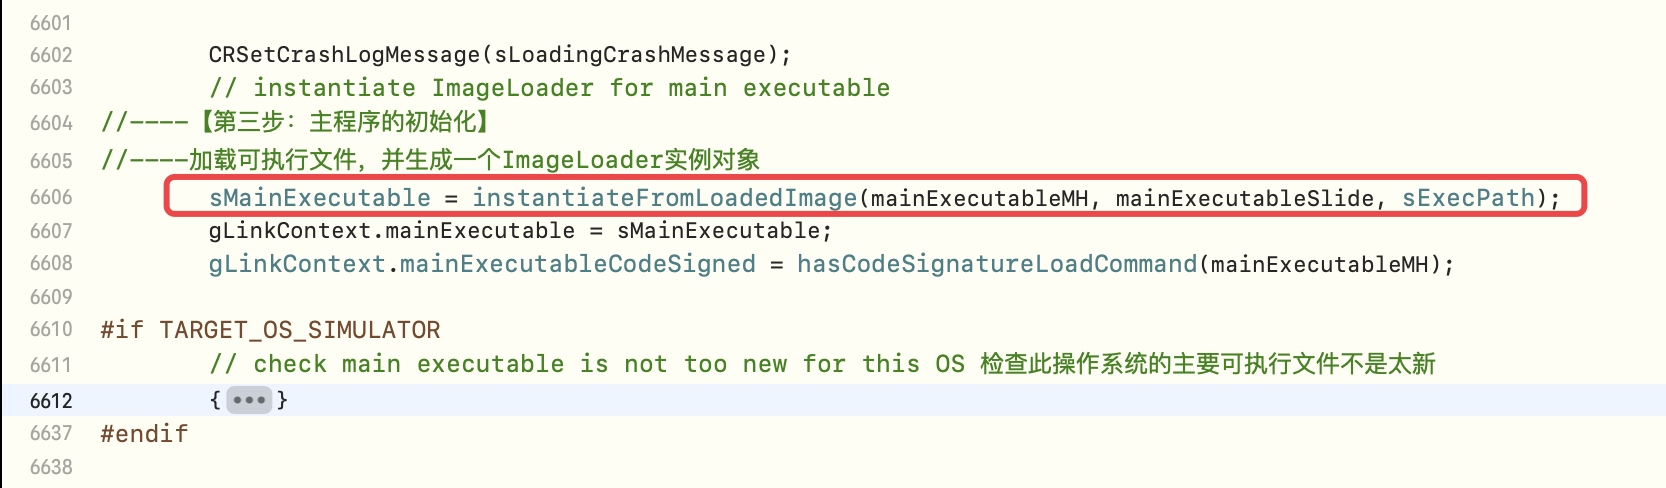 6601
6602 CRSetCrashLogMessage(sLoadingCrashMessage);
6603 // instantiate ImageLoader for main executable
6604 //----【第三步：主程序的初始化】
6605 //----加载可执行文件，并生成一个ImageLoader实例对象
6606 sMainExecutable = instantiateFromLoadedImage(mainExecutableMH, mainExecutableSlide, sExecPath);
6607 gLinkContext.mainExecutable = sMainExecutable;
6608 gLinkContext.mainExecutableCodeSigned = hasCodeSignatureLoadCommand(mainExecutableMH);
6609
6610 #if TARGET_OS_SIMULATOR
6611 // check main executable is not too new for this OS 检查此操作系统的主要可执行文件不是太新
6612 {•••}
6637 #endif
6638